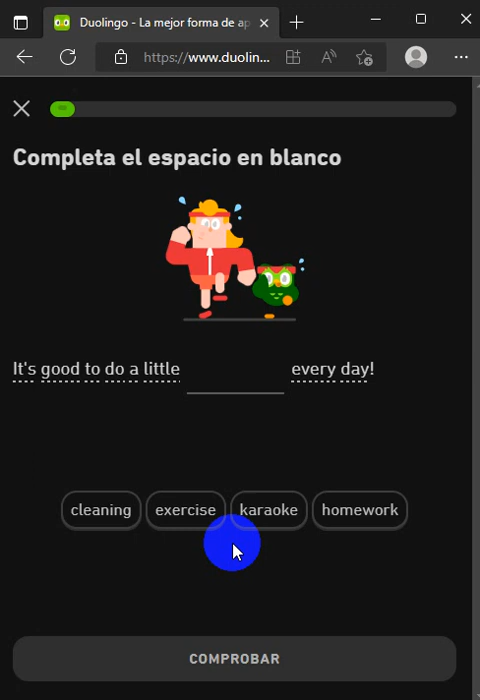 Duolingo - La mejor forma de ap
https://www.duolin...
Completa el espacio en blanco
It's good to do a little ________ every day!
cleaning exercise karaoke homework
COMPROBAR